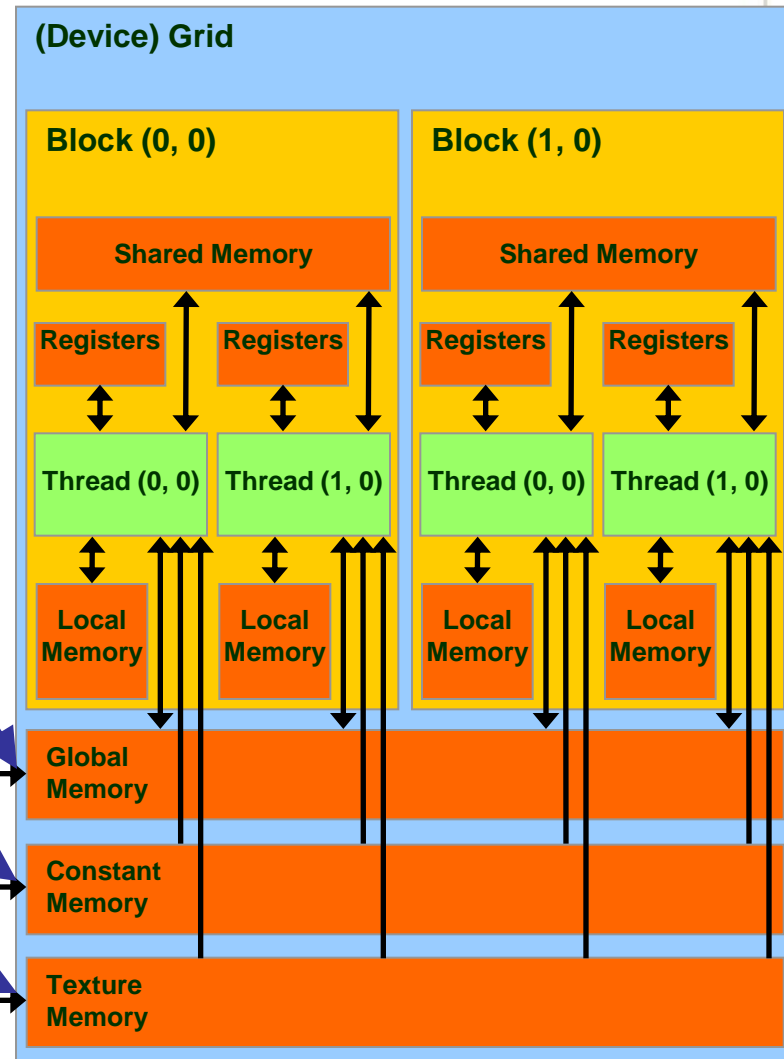 (Device) Grid
Block (0, 0)
Block (1, 0)
Shared Memory
Shared Memory
Registers
Registers
Registers
Registers
Thread (0, 0)
Thread (1, 0)
Thread (0, 0)
Thread (1, 0)
Local
Memory
Local
Memory
Local
Memory
Local
Memory
Global
Memory
Constant
Memory
Texture
Memory